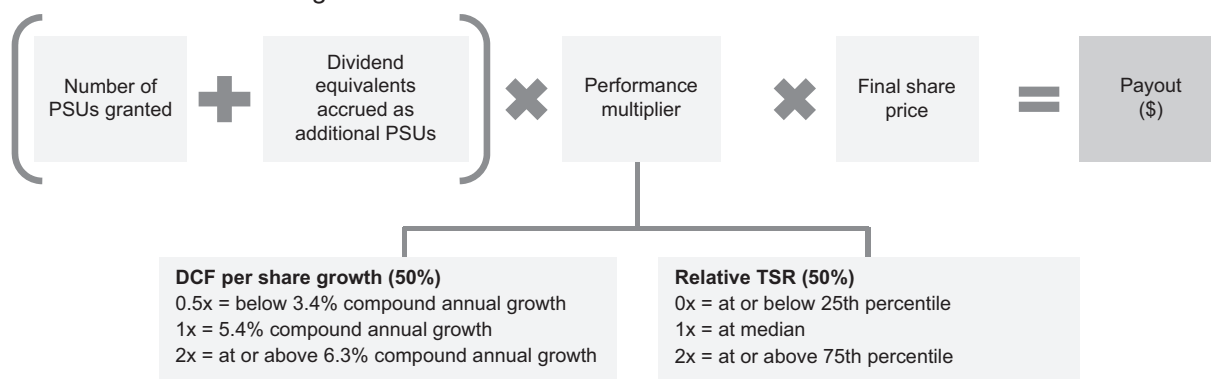 Number of
PSUs granted
Dividend
equivalents
accrued as
additional PSUs
Performance
multiplier
Final share
price
Payout
($)
DCF per share growth (50%)
0.5x = below 3.4% compound annual growth
1x = 5.4% compound annual growth
2x = at or above 6.3% compound annual growth
Relative TSR (50%)
0x = at or below 25th percentile
1x = at median
2x = at or above 75th percentile